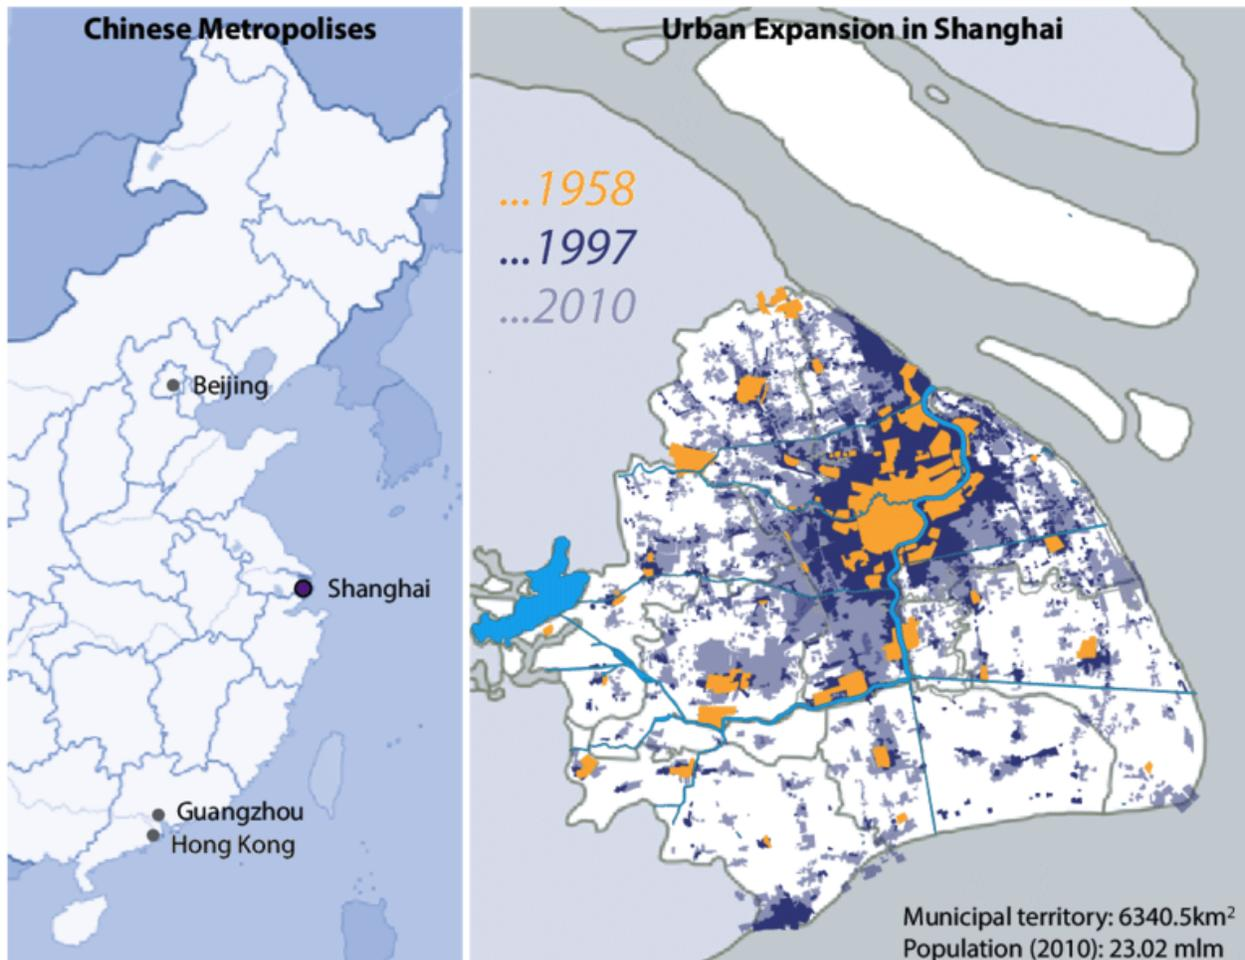 Chinese Metropolises
Beijing
Shanghai
Guangzhou
Hong Kong
Urban Expansion in Shanghai
...1958
...1997
...2010
Municipal territory: 6340.5km²
Population (2010): 23.02 mlm